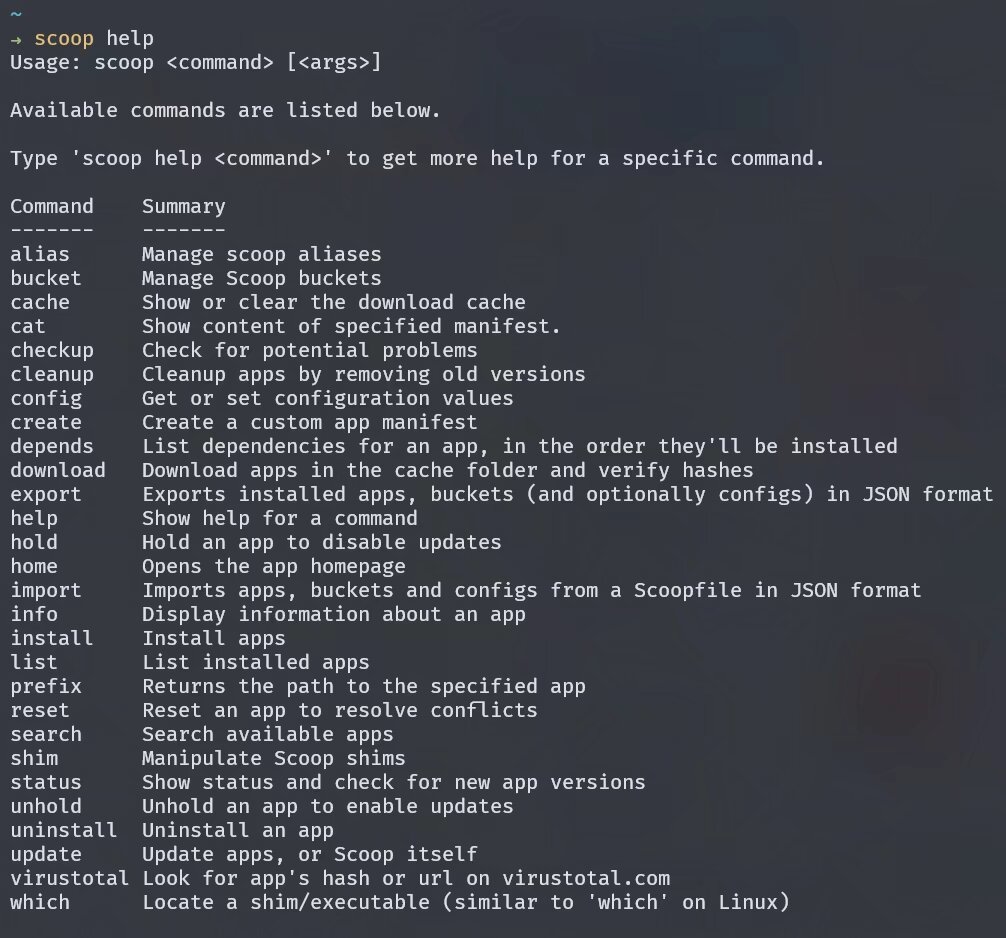 ~
→ scoop help
Usage: scoop <command> [<args>]
Available commands are listed below.
Type 'scoop help <command>' to get more help for a specific command.
Command    Summary
-------    -------
alias      Manage scoop aliases
bucket     Manage Scoop buckets
cache      Show or clear the download cache
cat        Show content of specified manifest.
checkup    Check for potential problems
cleanup    Cleanup apps by removing old versions
config     Get or set configuration values
create     Create a custom app manifest
depends    List dependencies for an app, in the order they'll be installed
download   Download apps in the cache folder and verify hashes
export     Exports installed apps, buckets (and optionally configs) in JSON format
help       Show help for a command
hold       Hold an app to disable updates
home       Opens the app homepage
import     Imports apps, buckets and configs from a Scoopfile in JSON format
info       Display information about an app
install    Install apps
list       List installed apps
prefix     Returns the path to the specified app
reset      Reset an app to resolve conflicts
search     Search available apps
shim       Manipulate Scoop shims
status     Show status and check for new app versions
unhold     Unhold an app to enable updates
uninstall  Uninstall an app
update     Update apps, or Scoop itself
virustotal Look for app's hash or url on virustotal.com
which      Locate a shim/executable (similar to 'which' on Linux)